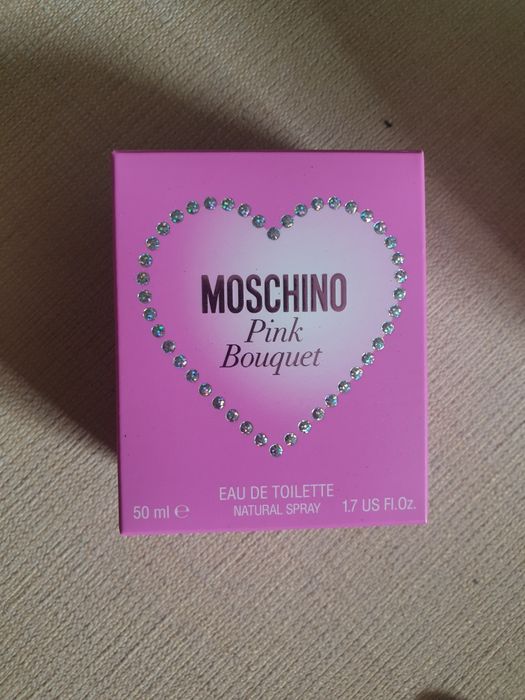 MOSCHINO
Pink
Bouquet
EAU DE TOILETTE
NATURAL SPRAY
50 ml ℮
1.7 US Fl.Oz.